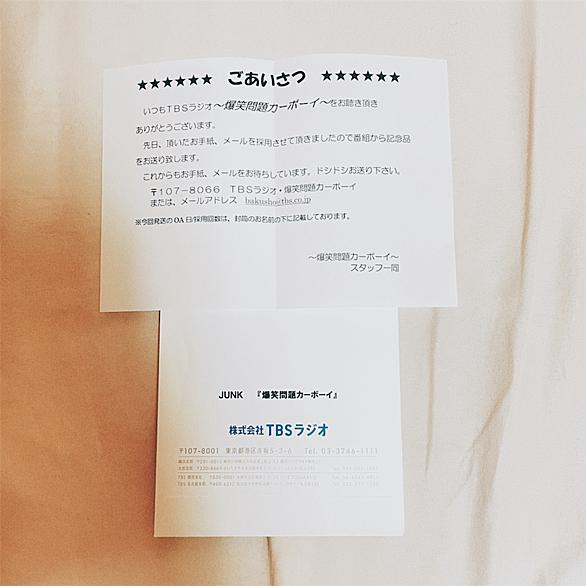 ★★★★★★ ごあいさつ ★★★★★★
いつもTBSラジオ～爆笑問題カーボーイ～をお聴き頂き
ありがとうございます。
先日、頂いたお手紙、メールを採用させて頂きましたので番組から記念品
をお送り致します。
これからもお手紙、メールをお待ちしています。ドシドシお送り下さい。
〒107-8066 TBSラジオ・爆笑問題カーボーイ
または、メールアドレス bakusho@tbs.co.jp
※今回発送のOA日/採用回数は、封筒のお名前の下に記載しております。
～爆笑問題カーボーイ～
スタッフ一同
JUNK 『爆笑問題カーボーイ』
株式会社 TBSラジオ
〒107-8001 東京都港区赤坂5-3-6 Tel. 03-3746-1111